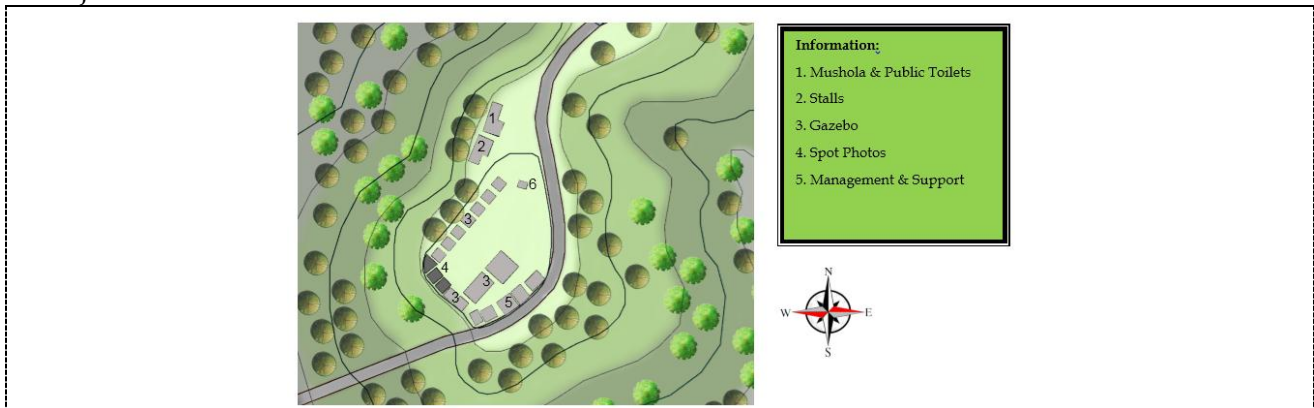 Information:
1. Mushola & Public Toilets
2. Stalls
3. Gazebo
4. Spot Photos
5. Management & Support
1
2
6
3
4
3
3
5
N
W
E
S